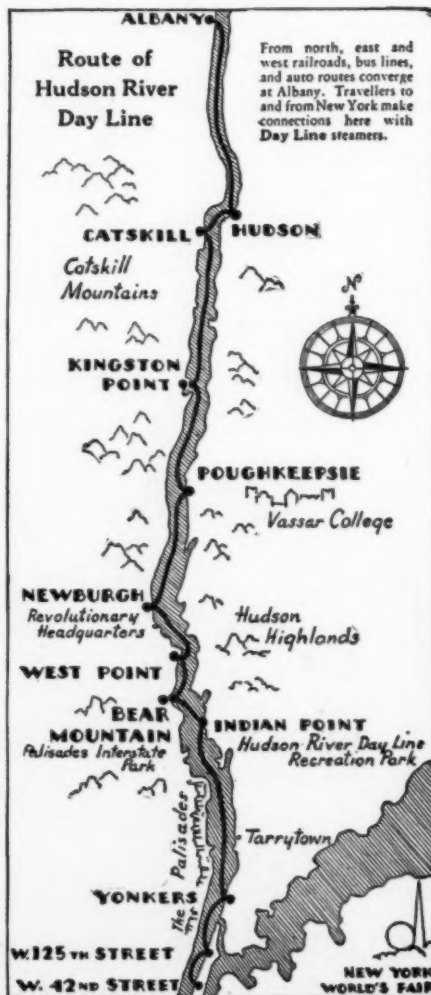 ALBANY
Route of
Hudson River
Day Line
From north, east and
west railroads, bus lines,
and auto routes converge
at Albany. Travellers to
and from New York make
connections here with
Day Line steamers.
CATSKILL
HUDSON
Catskill
Mountains
No
KINGSTON
POINT
POUGHKEEPSIE
Vassar College
NEWBURGH
Revolutionary
Headquarters
Hudson
Highlands
WEST POINT
BEAR
MOUNTAIN
Palisades Interstate
Park
INDIAN POINT
Hudson River Day Line
Recreation Park
The Palisades
Tarrytown
YONKERS
W. 125TH STREET
W. 42ND STREET
NEW YORK
WORLD'S FAIR